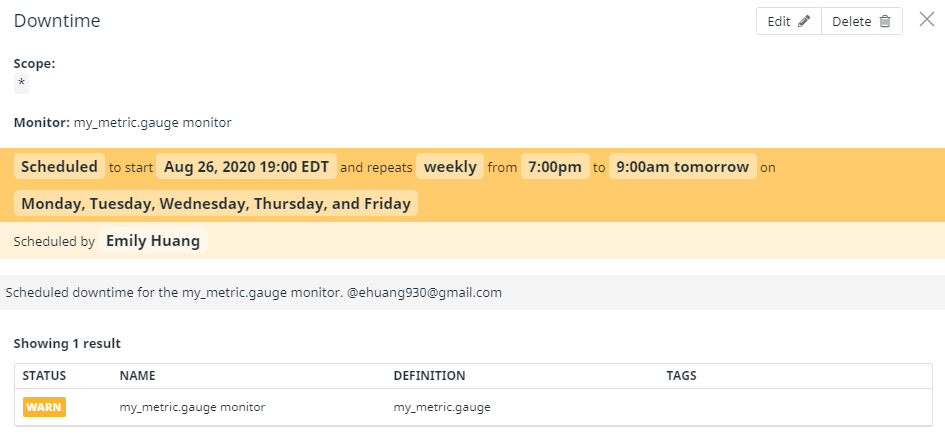 Downtime
Edit Delete
Scope:
*
Monitor: my_metric.gauge monitor
Scheduled to start Aug 26, 2020 19:00 EDT and repeats weekly from 7:00pm to 9:00am tomorrow on
Monday, Tuesday, Wednesday, Thursday, and Friday
Scheduled by Emily Huang
Scheduled downtime for the my_metric.gauge monitor. @ehuang930@gmail.com
Showing 1 result
STATUS NAME DEFINITION TAGS
WARN my_metric.gauge monitor my_metric.gauge